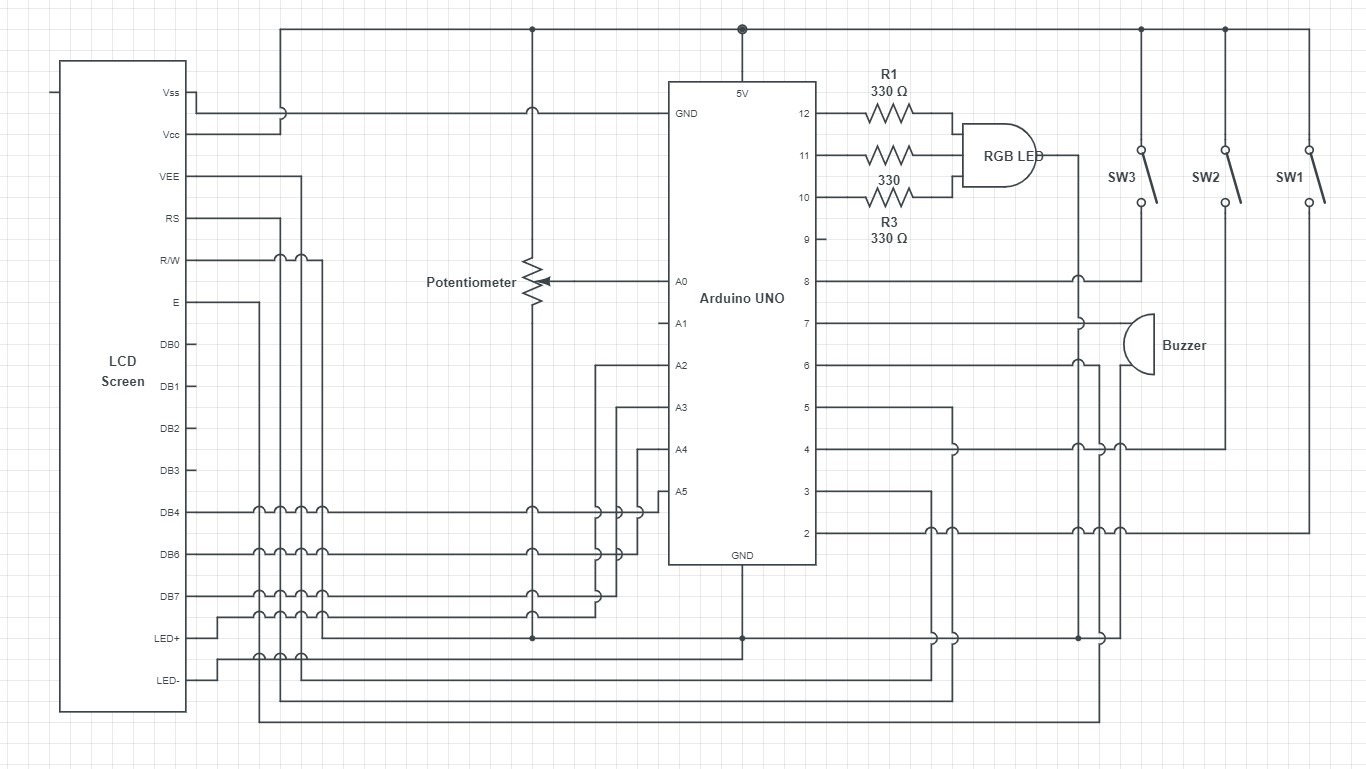 LCD
Screen
Vss
Vcc
VEE
RS
R/W
E
DB0
DB1
DB2
DB3
DB4
DB6
DB7
LED+
LED-
Potentiometer
Arduino UNO
5V
GND
A0
A1
A2
A3
A4
A5
GND
12
11
10
9
8
7
6
5
4
3
2
R1
330 Ω
330
R3
330 Ω
RGB LED
SW3
SW2
SW1
Buzzer